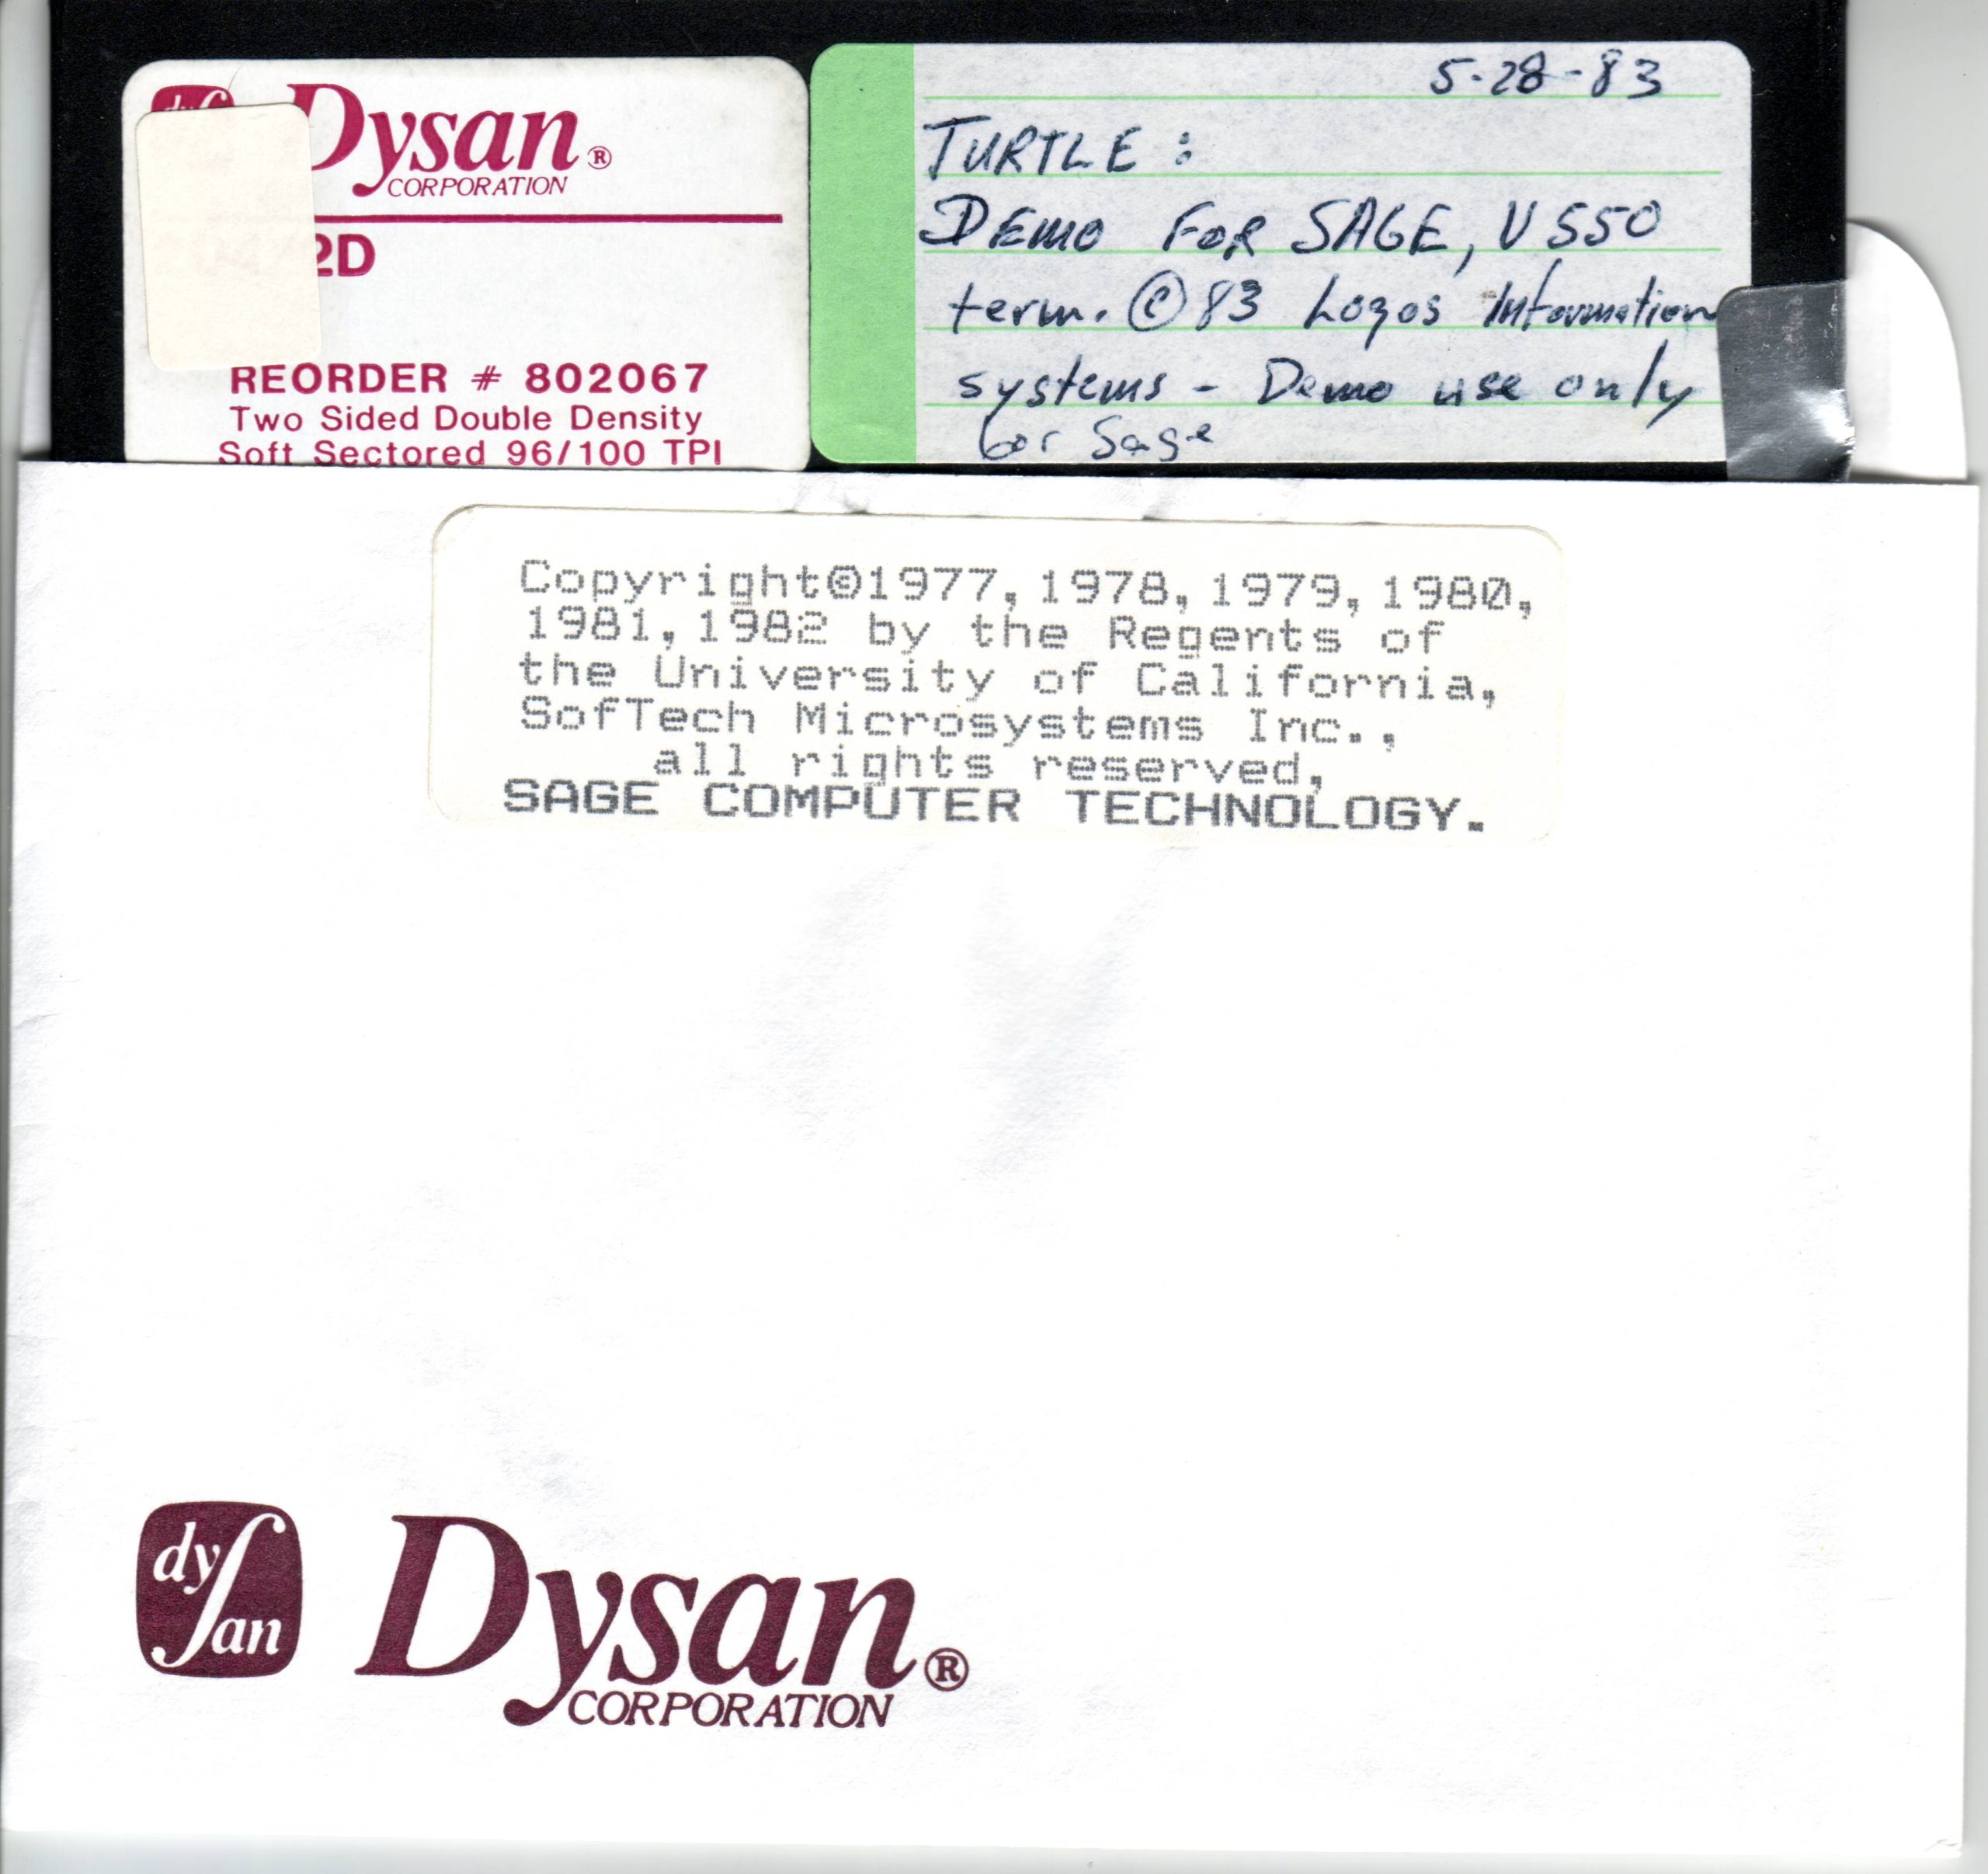 Dysan®
CORPORATION
2D
REORDER # 802067
Two Sided Double Density
Soft Sectored 96/100 TPI
5-28-83
TURTLE:
DEMO FOR SAGE, V550
term. ©83 Logos Information
systems - Demo use only
for Sage
Copyright©1977,1978,1979,1980,
1981,1982 by the Regents of
the University of California,
SofTech Microsystems Inc.,
all rights reserved,
SAGE COMPUTER TECHNOLOGY.
dysan
Dysan®
CORPORATION